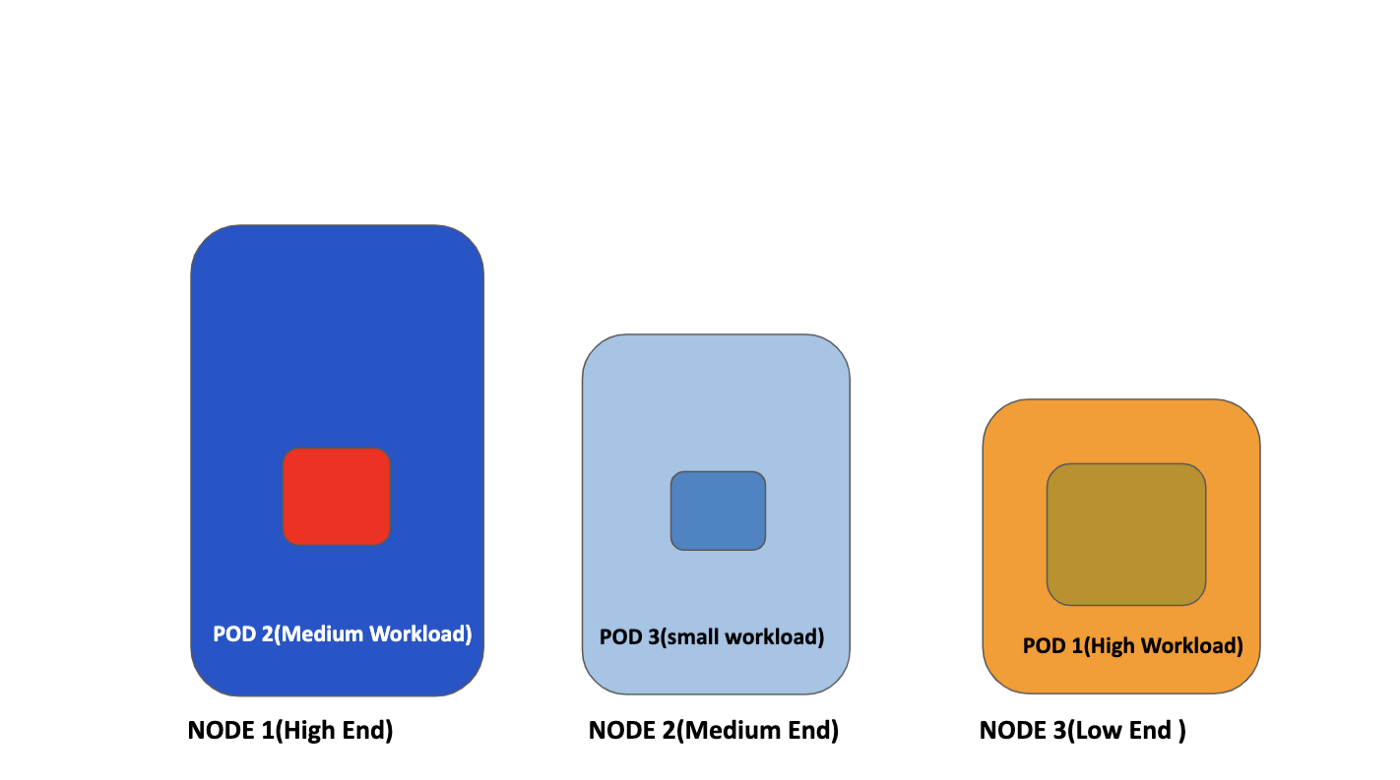 POD 2(Medium Workload)
POD 3(small workload)
POD 1(High Workload)
NODE 1(High End)
NODE 2(Medium End)
NODE 3(Low End )